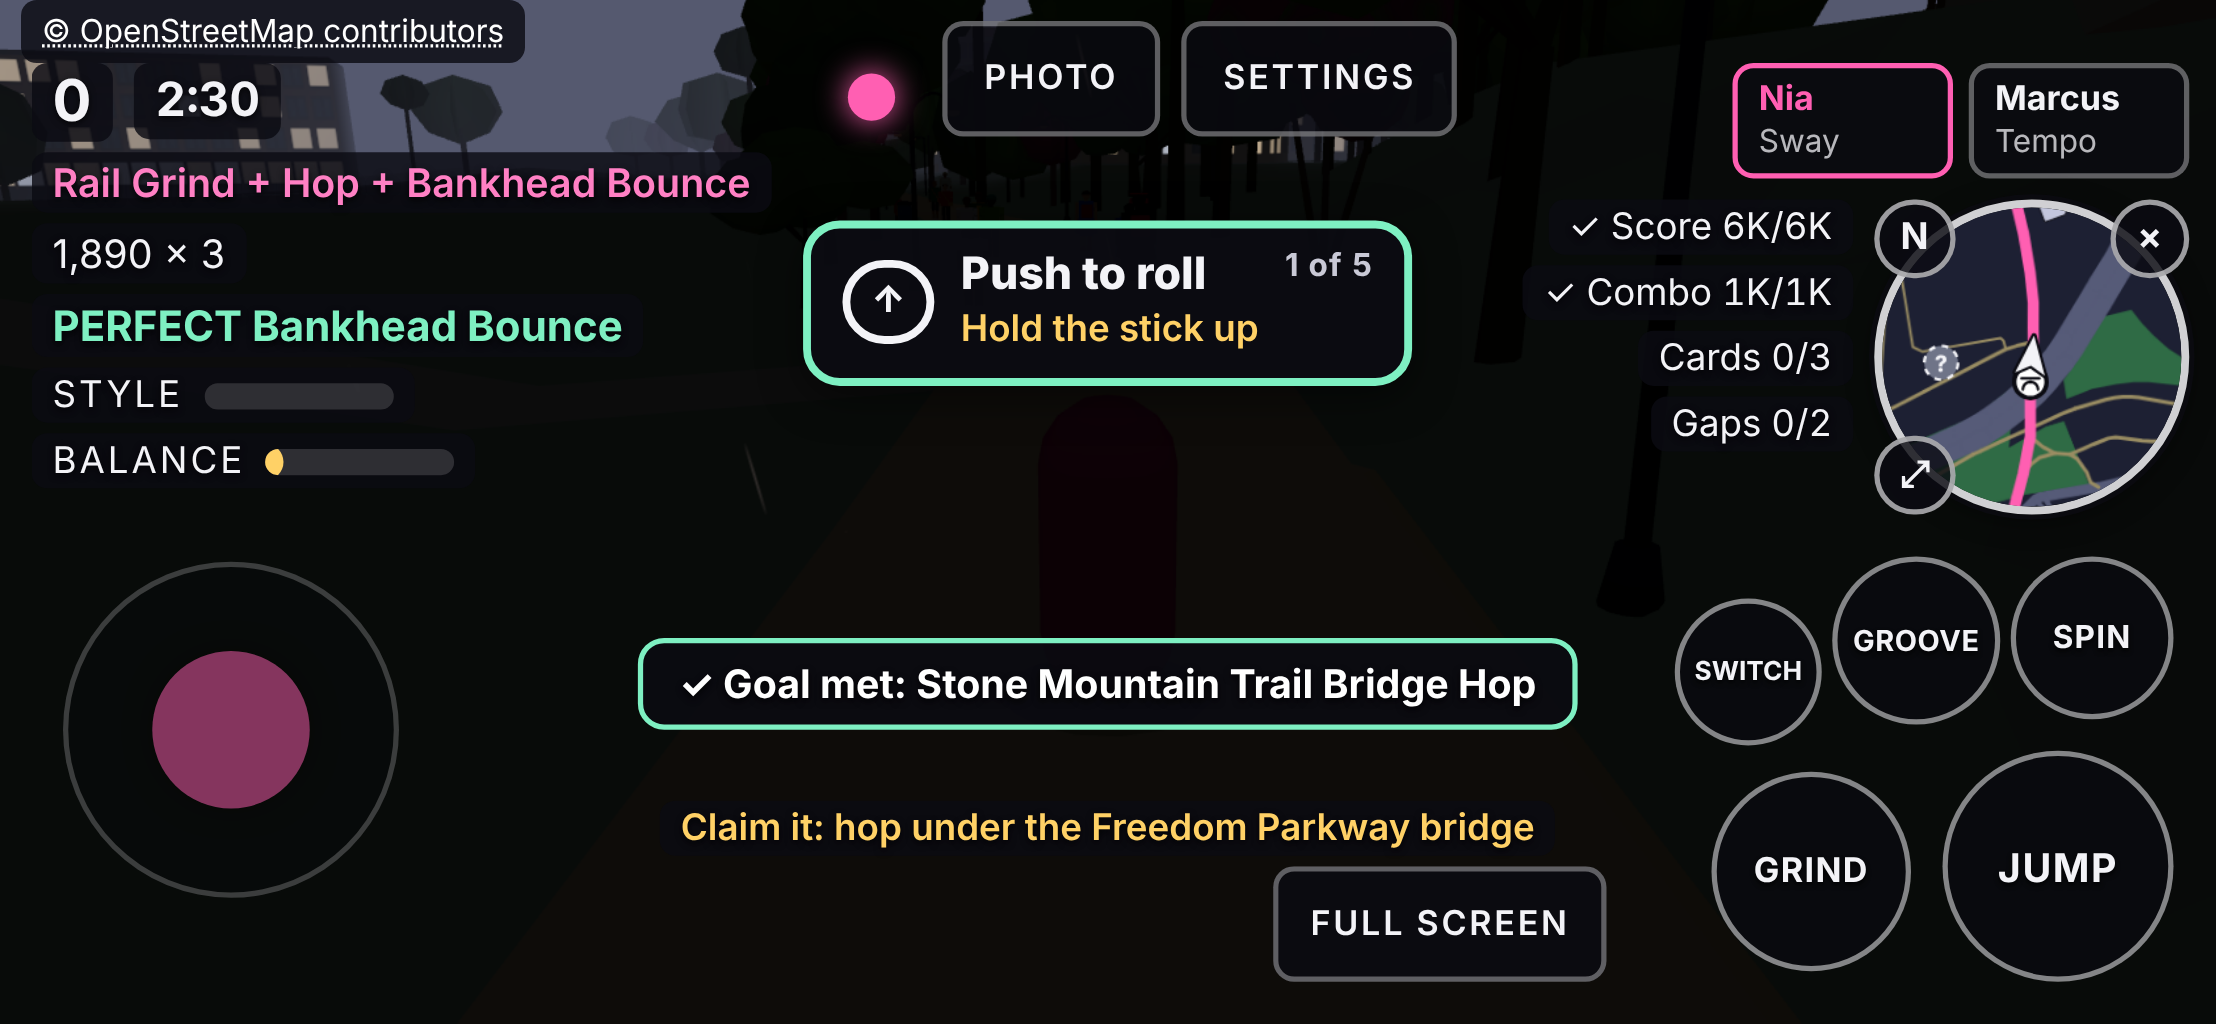 © OpenStreetMap contributors
0 2:30
PHOTO
SETTINGS
Nia
Sway
Marcus
Tempo
Rail Grind + Hop + Bankhead Bounce
1,890 × 3
PERFECT Bankhead Bounce
STYLE
BALANCE
Push to roll 1 of 5
Hold the stick up
✓ Score 6K/6K
✓ Combo 1K/1K
Cards 0/3
Gaps 0/2
N
×
?
✓ Goal met: Stone Mountain Trail Bridge Hop
Claim it: hop under the Freedom Parkway bridge
FULL SCREEN
SWITCH
GROOVE
SPIN
GRIND
JUMP